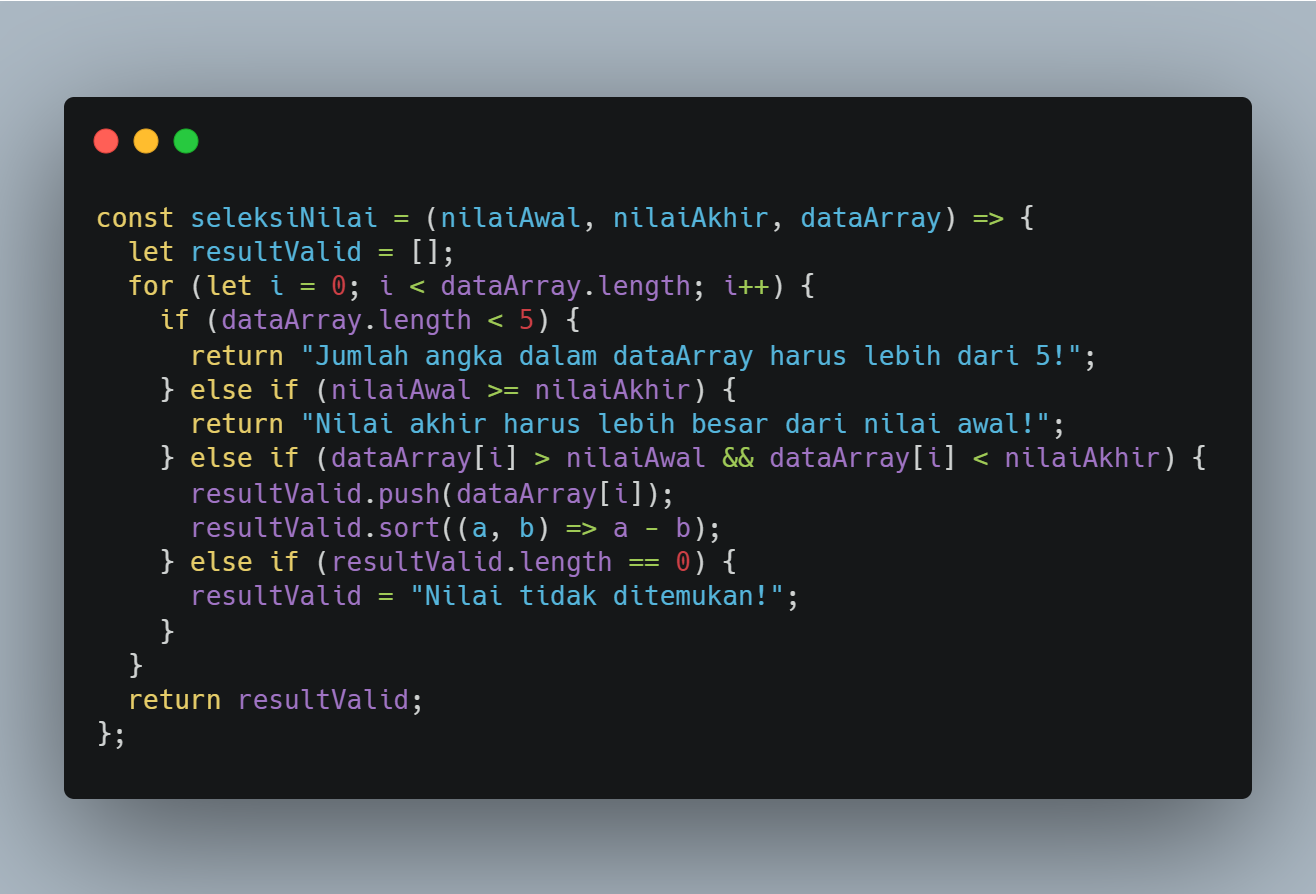 const seleksiNilai = (nilaiAwal, nilaiAkhir, dataArray) => {
  let resultValid = [];
  for (let i = 0; i < dataArray.length; i++) {
    if (dataArray.length < 5) {
      return "Jumlah angka dalam dataArray harus lebih dari 5!";
    } else if (nilaiAwal >= nilaiAkhir) {
      return "Nilai akhir harus lebih besar dari nilai awal!";
    } else if (dataArray[i] > nilaiAwal && dataArray[i] < nilaiAkhir) {
      resultValid.push(dataArray[i]);
      resultValid.sort((a, b) => a - b);
    } else if (resultValid.length == 0) {
      resultValid = "Nilai tidak ditemukan!";
    }
  }
  return resultValid;
};